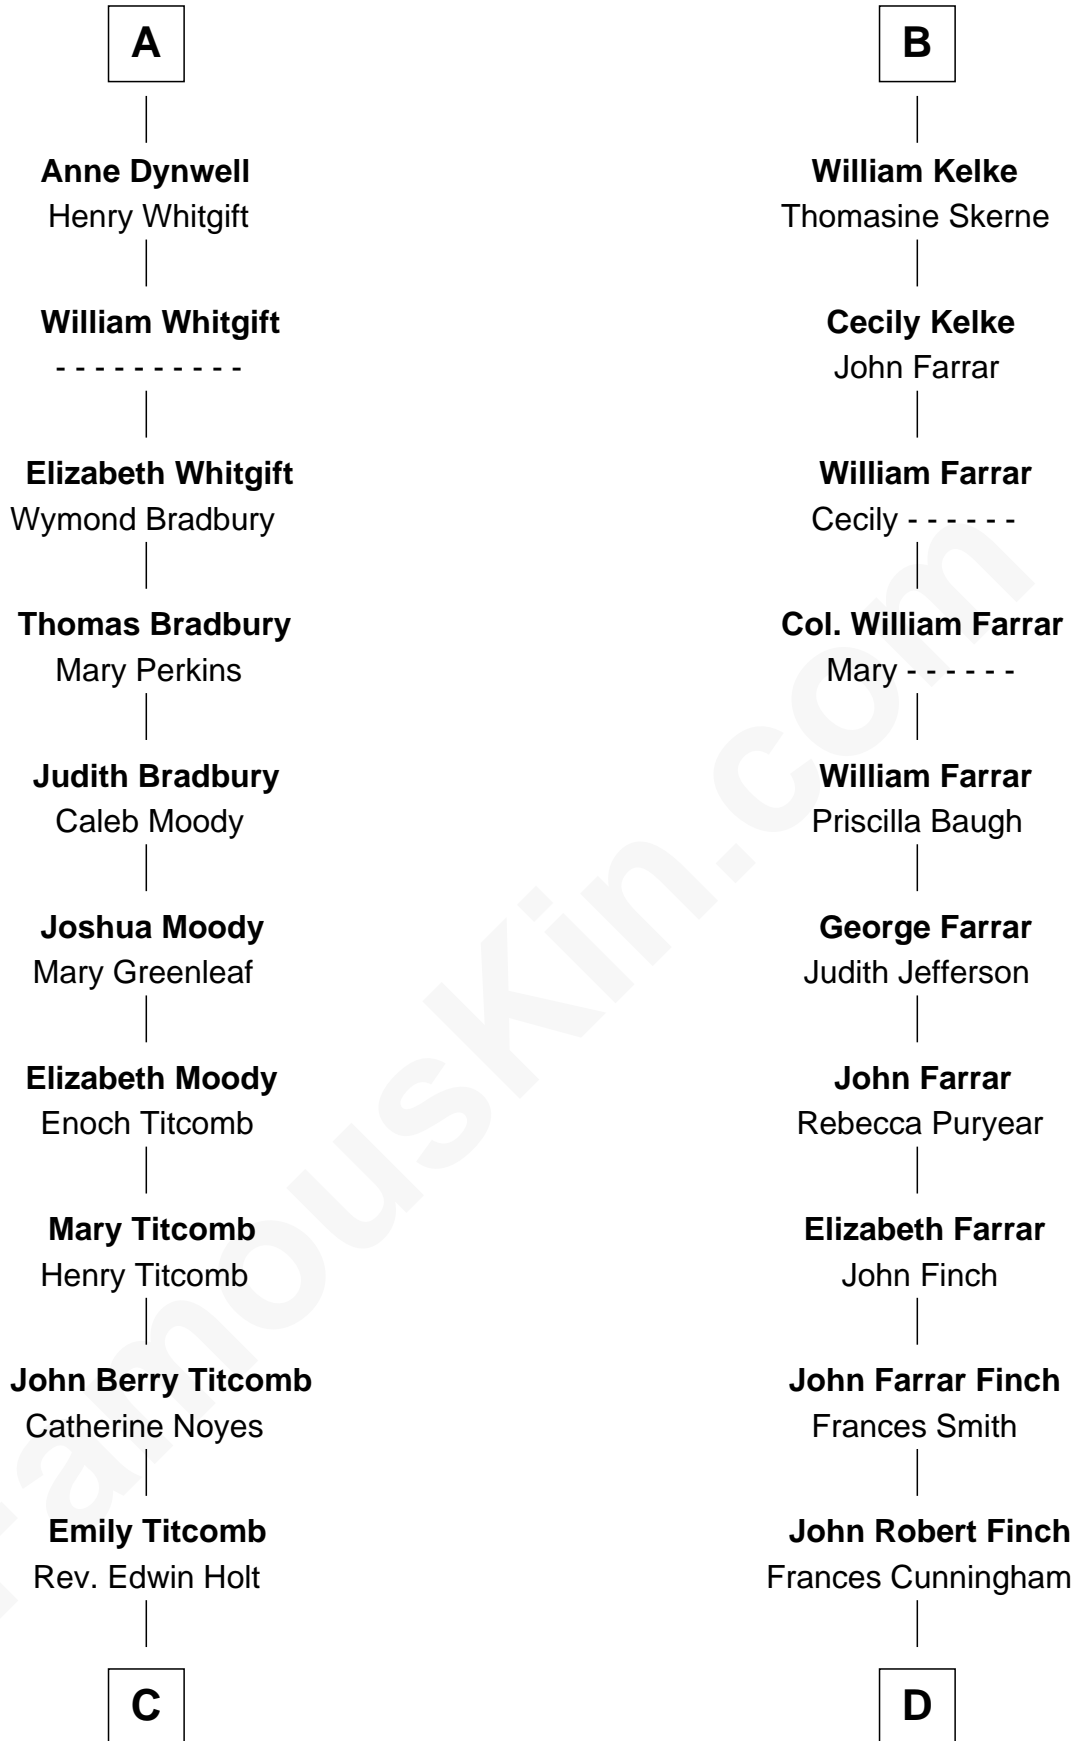 A
Anne Dynwell
Henry Whitgift
William Whitgift
- - - - - - - - - -
Elizabeth Whitgift
Wymond Bradbury
Thomas Bradbury
Mary Perkins
Judith Bradbury
Caleb Moody
Joshua Moody
Mary Greenleaf
Elizabeth Moody
Enoch Titcomb
Mary Titcomb
Henry Titcomb
John Berry Titcomb
Catherine Noyes
Emily Titcomb
Rev. Edwin Holt
C
B
William Kelke
Thomasine Skerne
Cecily Kelke
John Farrar
William Farrar
Cecily - - - - - -
Col. William Farrar
Mary - - - - - -
William Farrar
Priscilla Baugh
George Farrar
Judith Jefferson
John Farrar
Rebecca Puryear
Elizabeth Farrar
John Finch
John Farrar Finch
Frances Smith
John Robert Finch
Frances Cunningham
D
FamousKin.com